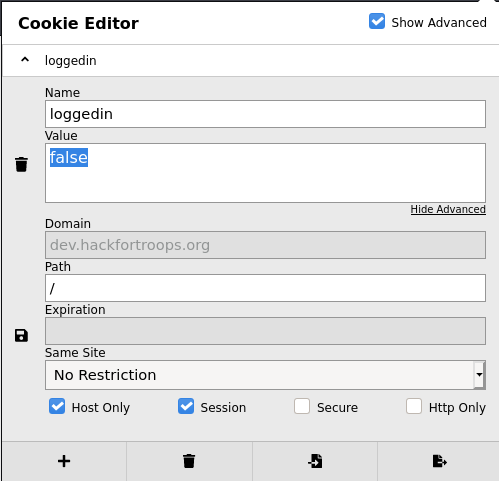 Cookie Editor
Show Advanced
loggedin
Name
loggedin
Value
false
Hide Advanced
Domain
dev.hackfortroops.org
Path
/
Expiration
Same Site
No Restriction
Host Only Session Secure Http Only